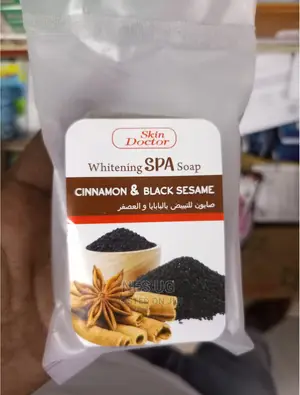 Skin
Doctor
Whitening SPA Soap
CINNAMON & BLACK SESAME
صابون للتبييض بالبابايا و العصفر